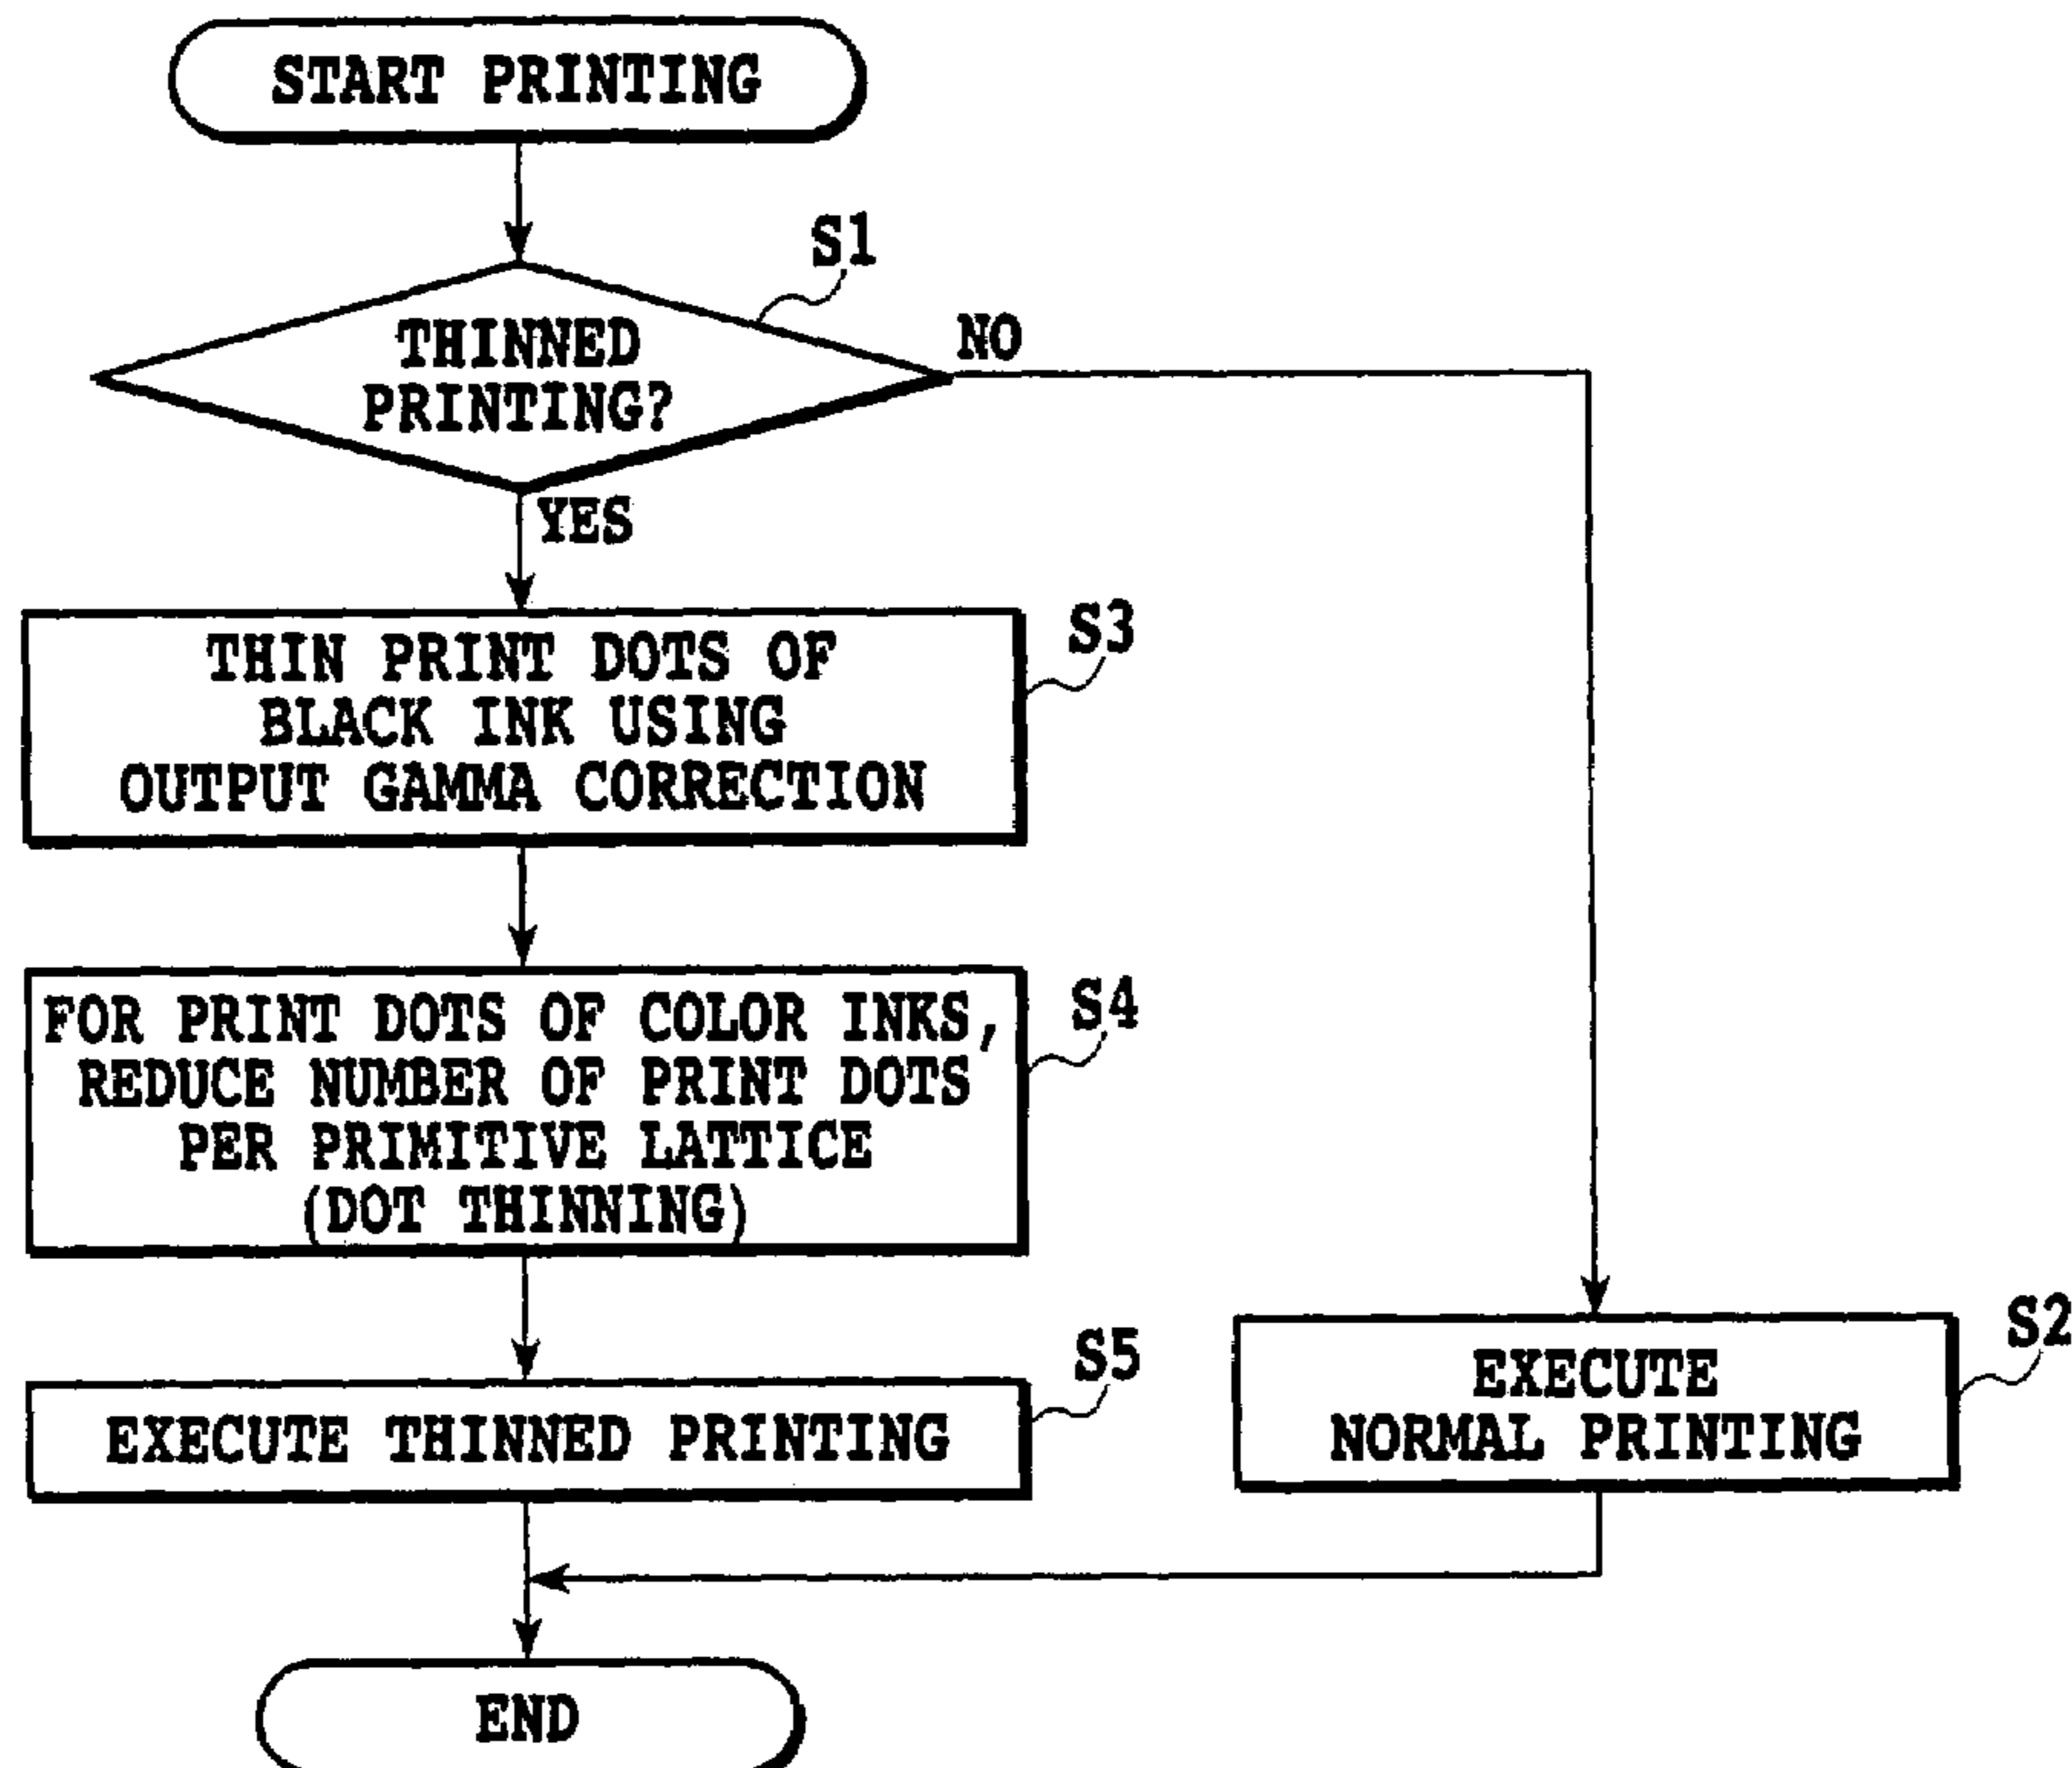 START PRINTING
S1
THINNED
PRINTING?
NO
YES
S3
THIN PRINT DOTS OF
BLACK INK USING
OUTPUT GAMMA CORRECTION
S4
FOR PRINT DOTS OF COLOR INKS,
REDUCE NUMBER OF PRINT DOTS
PER PRIMITIVE LATTICE
(DOT THINNING)
S5
EXECUTE THINNED PRINTING
S2
EXECUTE
NORMAL PRINTING
END